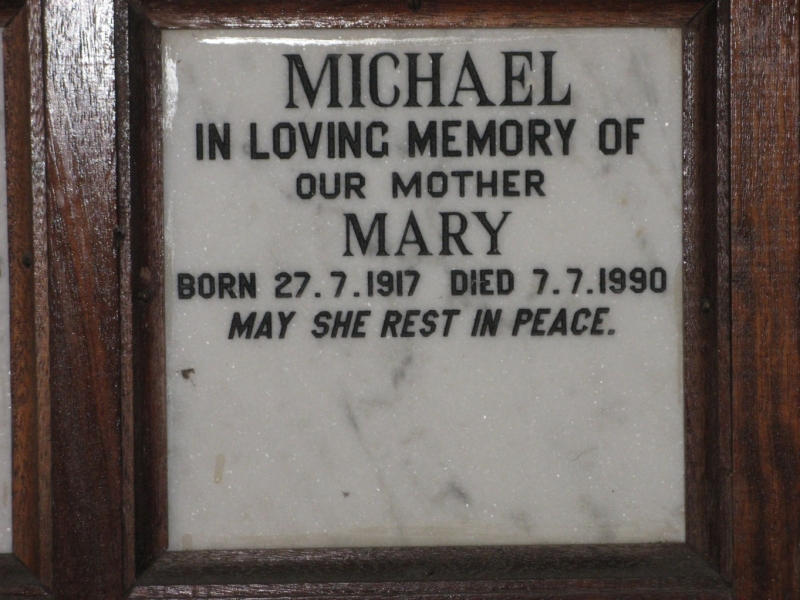 MICHAEL
IN LOVING MEMORY OF
OUR MOTHER
MARY
BORN 27.7.1917 DIED 7.7.1990
MAY SHE REST IN PEACE.